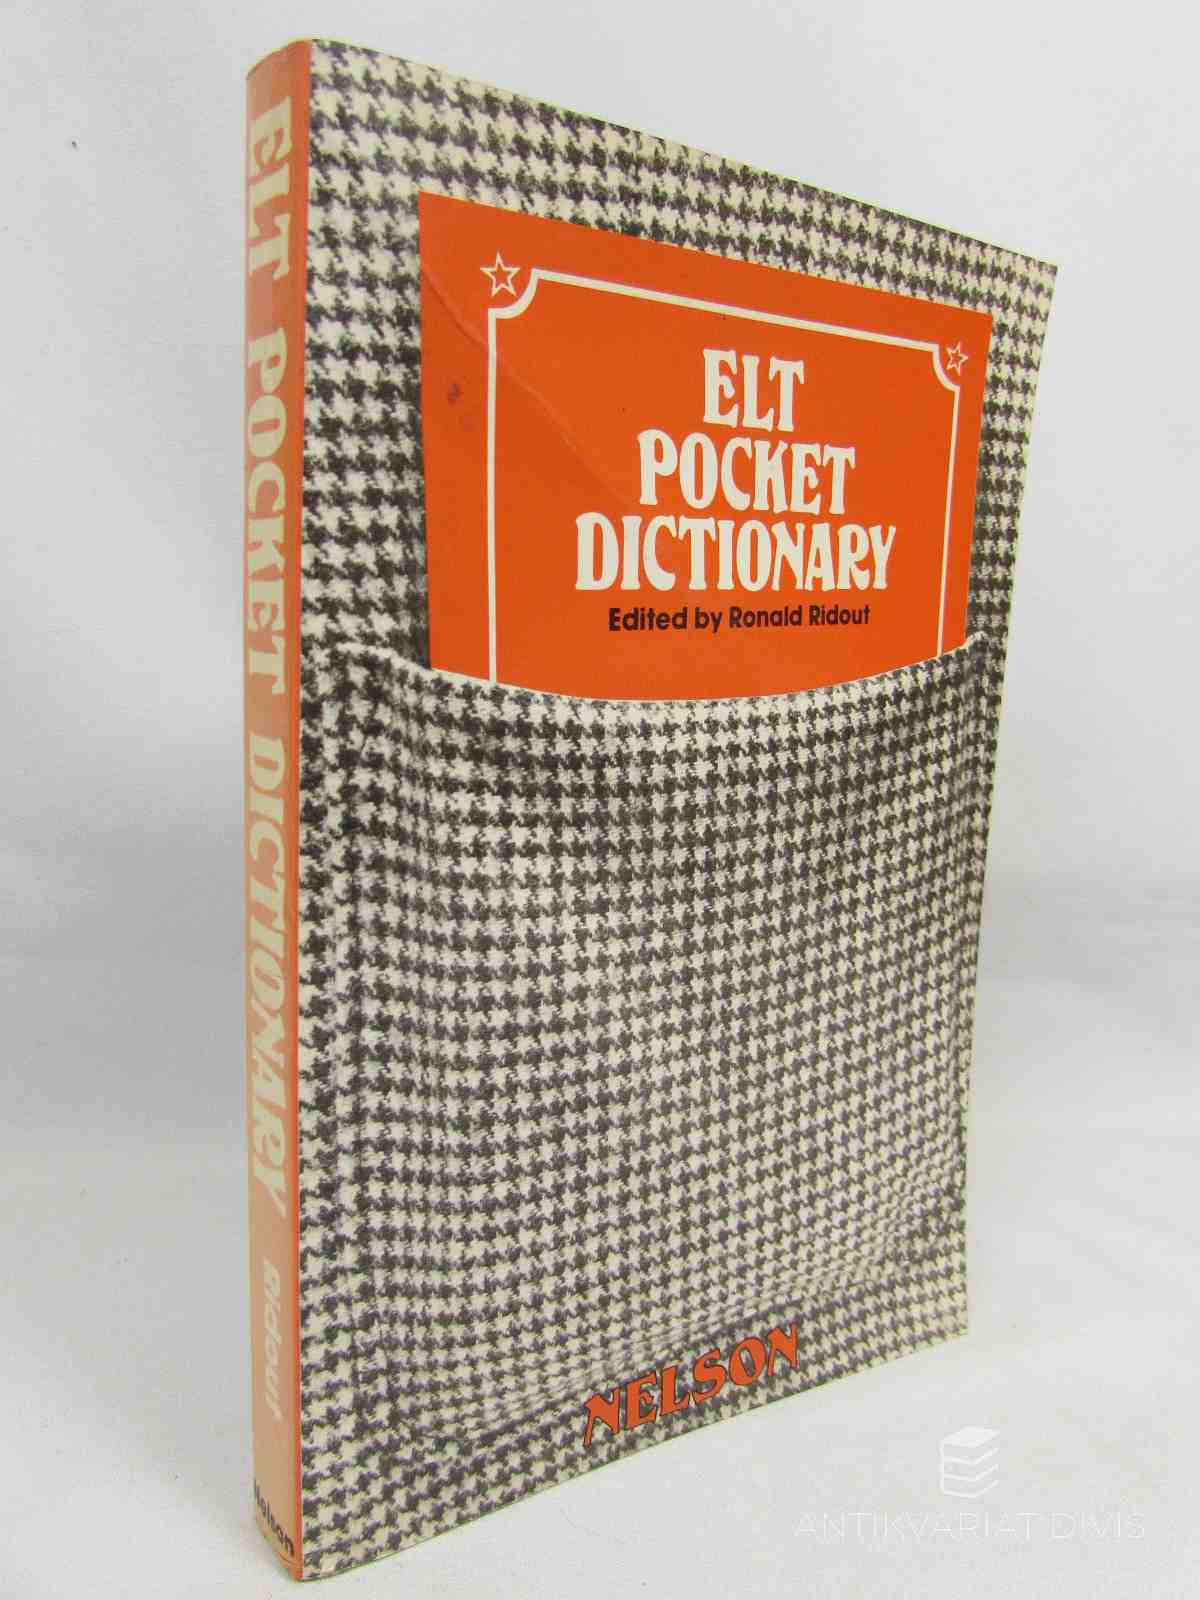 ELT POCKET DICTIONARY Ridout
Nelson
ELT
POCKET
DICTIONARY
Edited by Ronald Ridout
NELSON
ANTIKVARIAT DIVIS